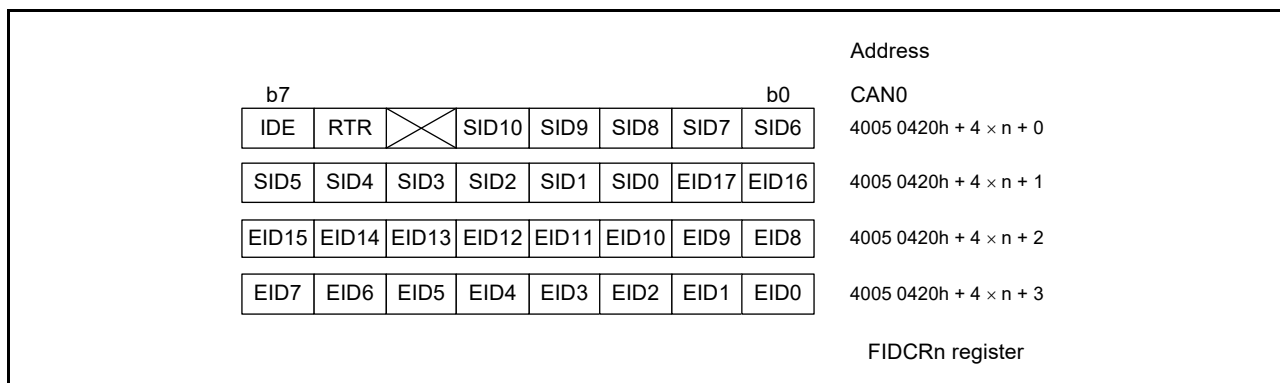 Address
b7 b0 CAN0
IDE RTR SID10 SID9 SID8 SID7 SID6 4005 0420h + 4 × n + 0
SID5 SID4 SID3 SID2 SID1 SID0 EID17 EID16 4005 0420h + 4 × n + 1
EID15 EID14 EID13 EID12 EID11 EID10 EID9 EID8 4005 0420h + 4 × n + 2
EID7 EID6 EID5 EID4 EID3 EID2 EID1 EID0 4005 0420h + 4 × n + 3
FIDCRn register